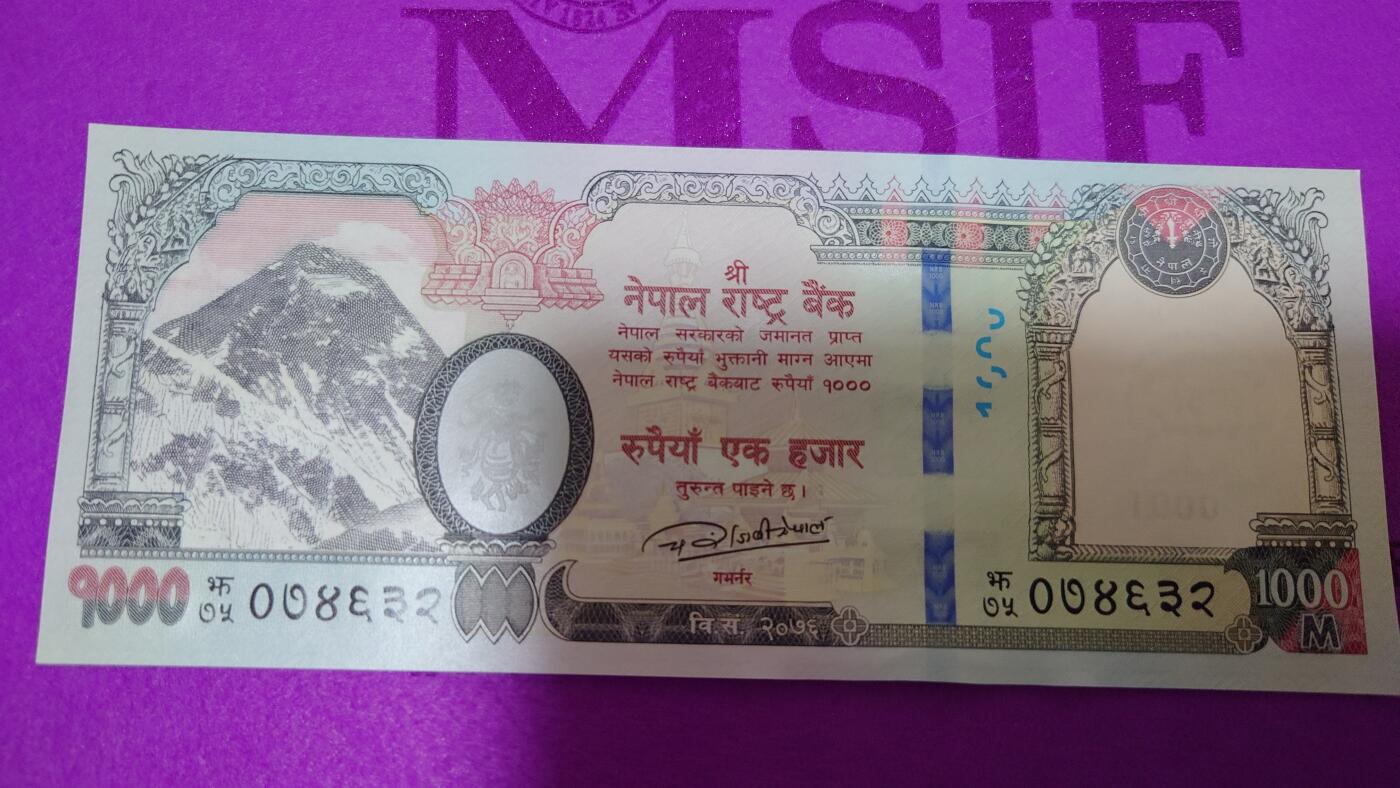 MSIF
श्री
नेपाल राष्ट्र बैंक
नेपाल सरकारको जमानत प्राप्त
यसको रुपैयाँ भुक्तानी माग्न आएमा
नेपाल राष्ट्र बैंकबाट रुपैयाँ १०००
रुपैयाँ एक हजार
तुरुन्त पाइने छ।
गभर्नर
वि.सं. २०७६
१०००
झ
७५ ०७४६३२
झ
७५ ०७४६३२
1000
M